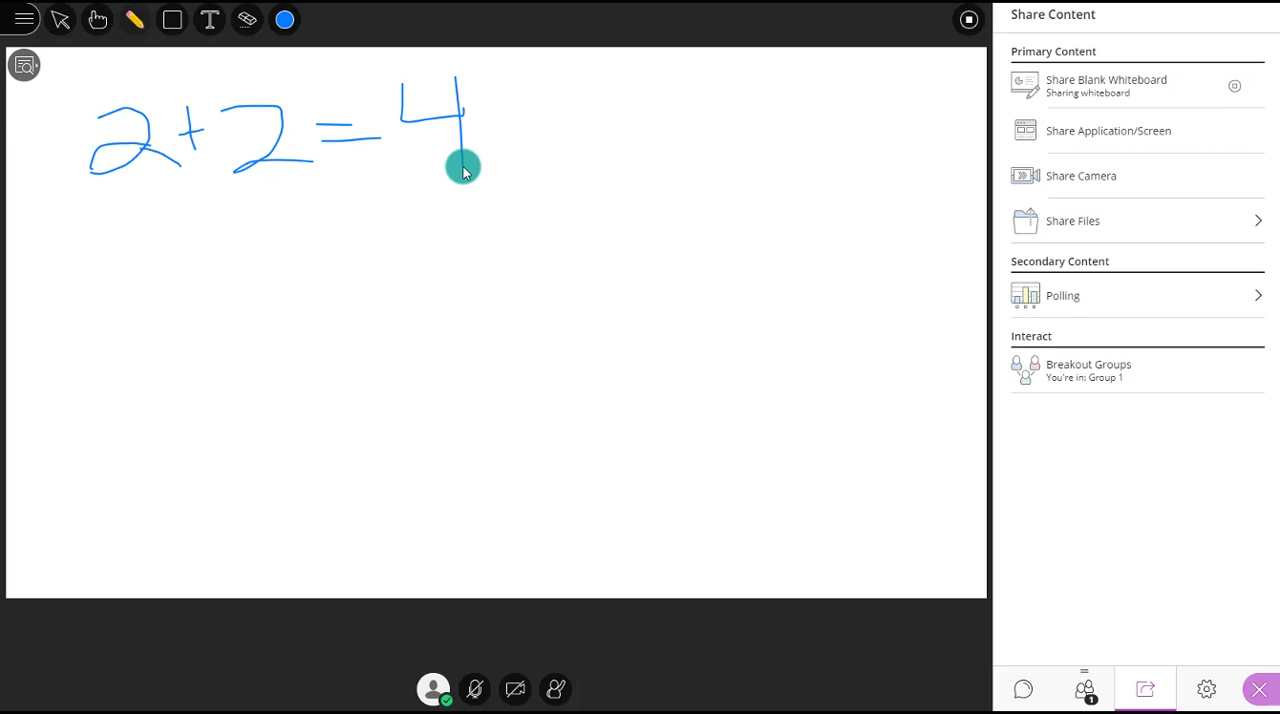 Share Content
2+2=4
Primary Content
Share Blank Whiteboard
Sharing whiteboard
Share Application/Screen
Share Camera
Share Files
Secondary Content
Polling
Interact
Breakout Groups
You're in: Group 1
T
1